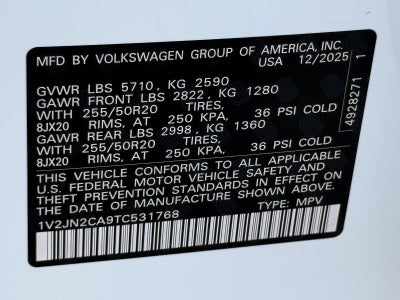 MFD BY VOLKSWAGEN GROUP OF AMERICA, INC.
USA 12/2025
GVWR LBS 5710, KG 2590
GAWR FRONT LBS 2822, KG 1280
WITH 255/50R20 TIRES,
8JX20 RIMS, AT 250 KPA, 36 PSI COLD
GAWR REAR LBS 2998, KG 1360
WITH 255/50R20 TIRES,
8JX20 RIMS, AT 250 KPA, 36 PSI COLD
THIS VEHICLE CONFORMS TO ALL APPLICABLE
U.S. FEDERAL MOTOR VEHICLE SAFETY AND
THEFT PREVENTION STANDARDS IN EFFECT ON
THE DATE OF MANUFACTURE SHOWN ABOVE.
1V2JN2CA9TC531768 TYPE: MPV
4928271 1